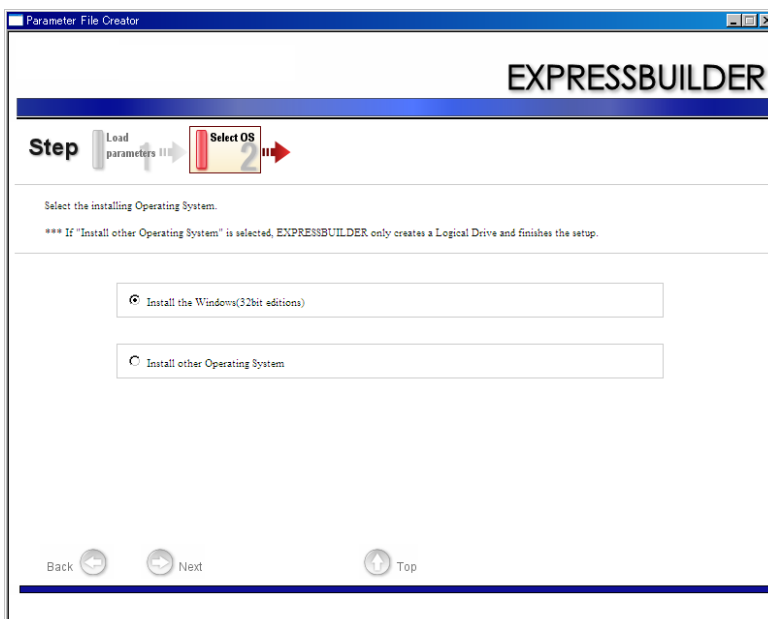 Parameter File Creator
EXPRESSBUILDER
Step
Load
parameters 1
Select OS
2
Select the installing Operating System.
*** If "Install other Operating System" is selected, EXPRESSBUILDER only creates a Logical Drive and finishes the setup.
Install the Windows(32bit editions)
Install other Operating System
Back Next Top